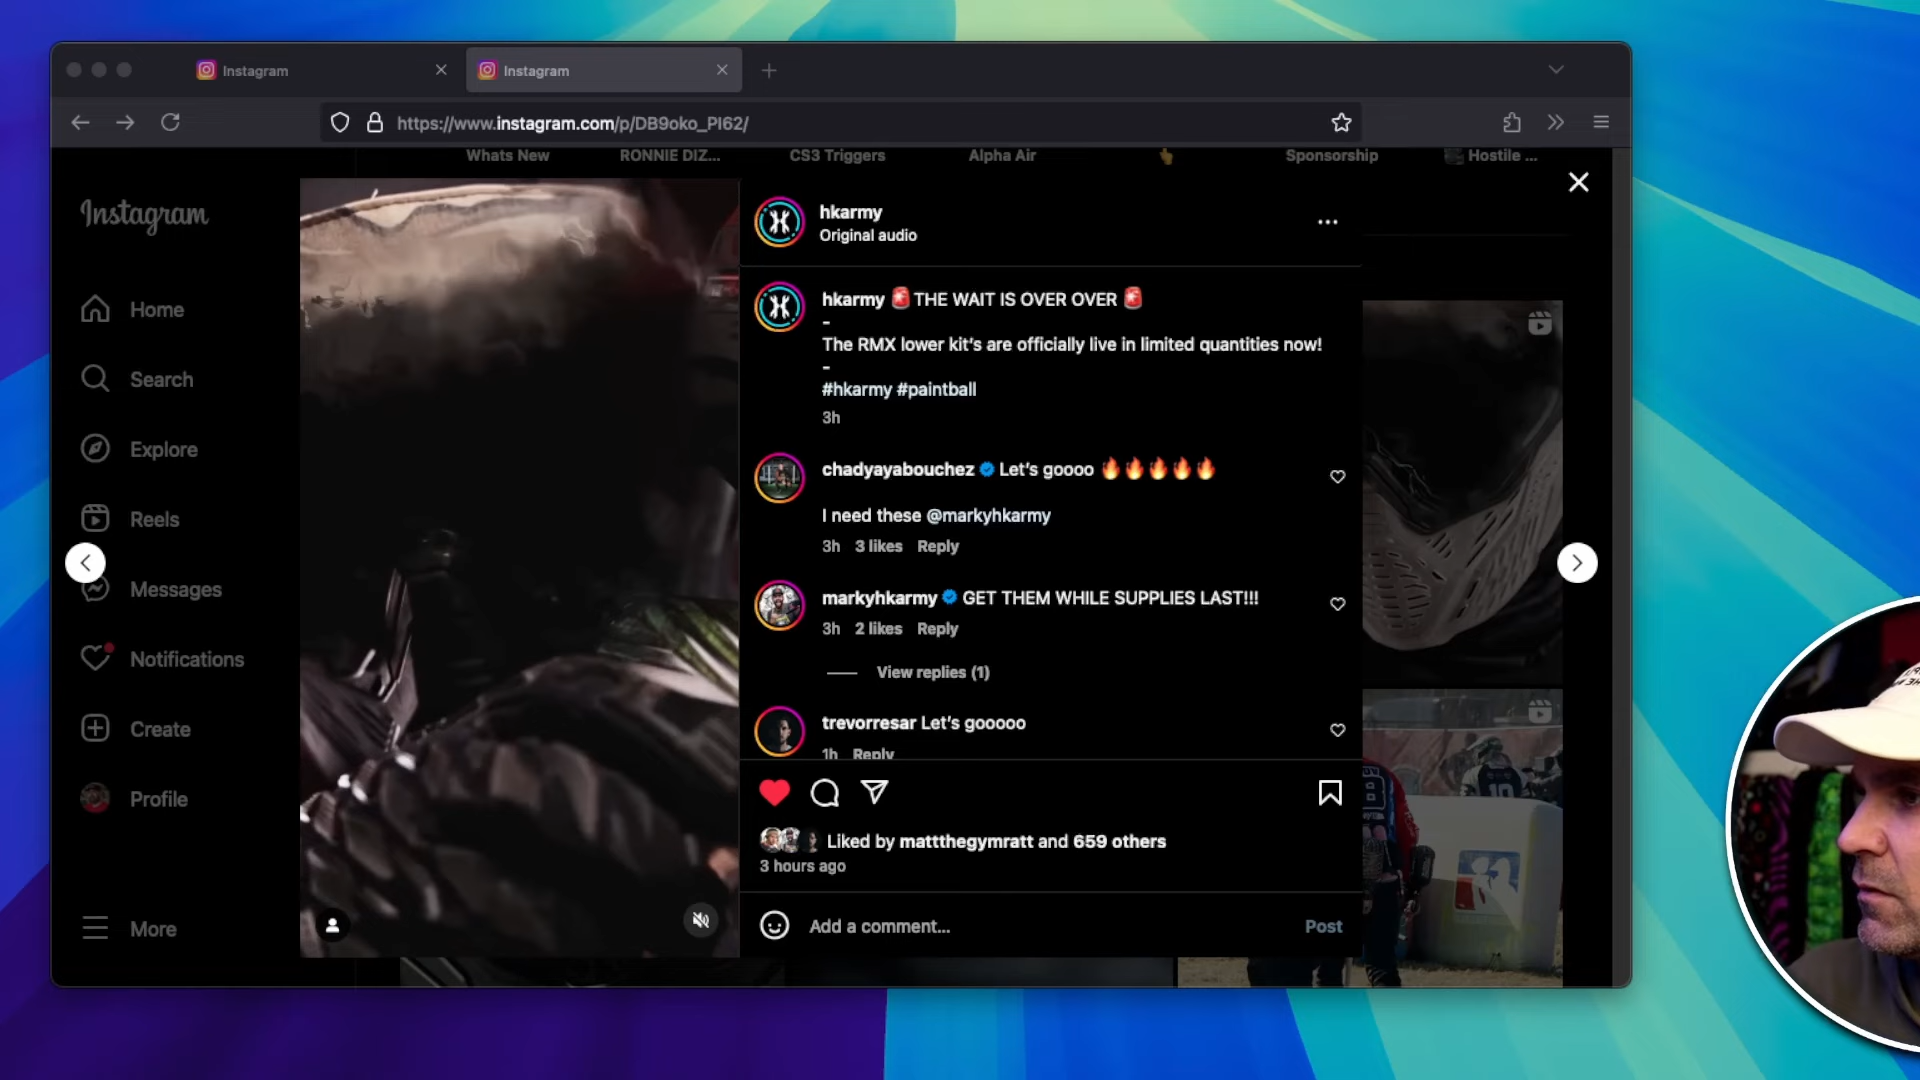 Instagram
Instagram
https://www.instagram.com/p/DB9oko_PI62/
Whats New
RONNIE DIZ...
CS3 Triggers
Alpha Air
👆
Sponsorship
Hostile ...
Instagram
Home
Search
Explore
Reels
Messages
Notifications
Create
Profile
More
hkarmy
Original audio
hkarmy 🚨THE WAIT IS OVER OVER 🚨
-
The RMX lower kit's are officially live in limited quantities now!
-
#hkarmy #paintball
3h
chadyayabouchez Let's goooo 🔥🔥🔥🔥🔥
I need these @markyhkarmy
3h 3 likes Reply
markyhkarmy GET THEM WHILE SUPPLIES LAST!!!
3h 2 likes Reply
View replies (1)
trevorresar Let's gooooo
1h Reply
Liked by mattthegymratt and 659 others
3 hours ago
Add a comment...
Post
10